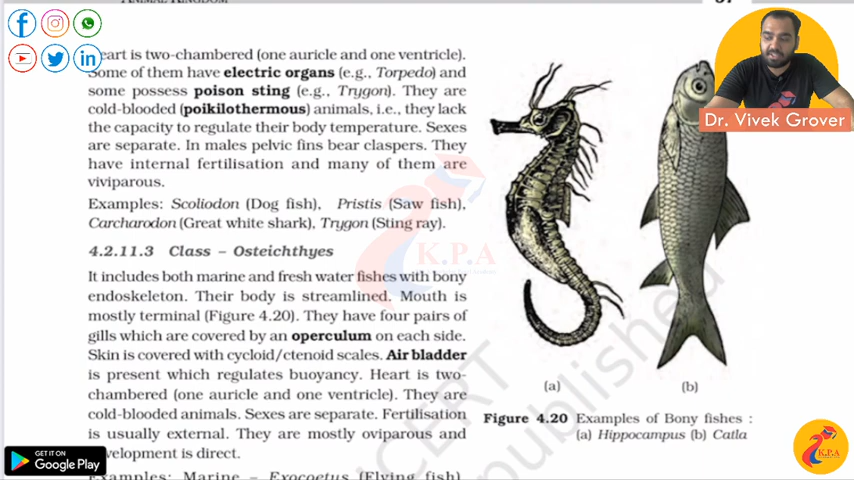 Heart is two-chambered (one auricle and one ventricle).
Some of them have electric organs (e.g., Torpedo) and
some possess poison sting (e.g., Trygon). They are
cold-blooded (poikilothermous) animals, i.e., they lack
the capacity to regulate their body temperature. Sexes
are separate. In males pelvic fins bear claspers. They
have internal fertilisation and many of them are
viviparous.
Examples: Scoliodon (Dog fish), Pristis (Saw fish),
Carcharodon (Great white shark), Trygon (Sting ray).
4.2.11.3 Class – Osteichthyes
It includes both marine and fresh water fishes with bony
endoskeleton. Their body is streamlined. Mouth is
mostly terminal (Figure 4.20). They have four pairs of
gills which are covered by an operculum on each side.
Skin is covered with cycloid/ctenoid scales. Air bladder
is present which regulates buoyancy. Heart is two-
chambered (one auricle and one ventricle). They are
cold-blooded animals. Sexes are separate. Fertilisation
is usually external. They are mostly oviparous and
development is direct.
Examples: Marine – Exocoetus (Flying fish),
Dr. Vivek Grover
(a)
(b)
Figure 4.20 Examples of Bony fishes :
(a) Hippocampus (b) Catla
K.P.A
NCERT
published
GET IT ON
Google Play
K.P.A